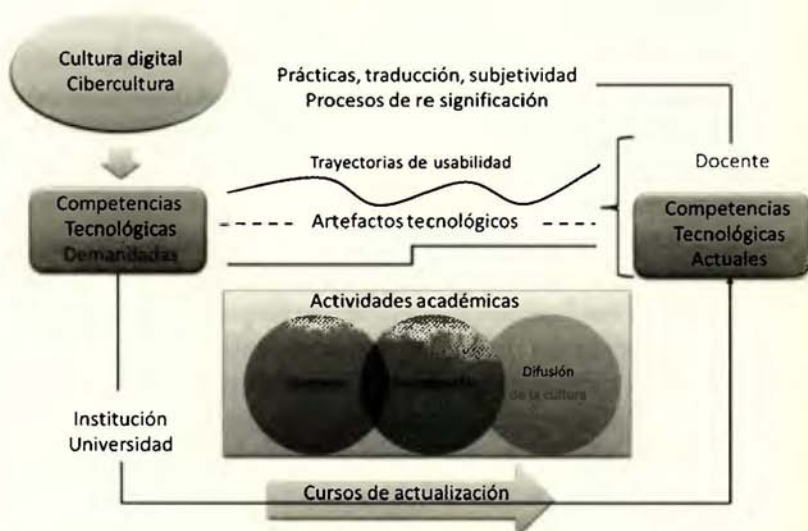 Cultura digital
Cibercultura
Prácticas, traducción, subjetividad
Procesos de re significación
Trayectorias de usabilidad
Docente
Competencias
Tecnológicas
Demandadas
Artefactos tecnológicos
Competencias
Tecnológicas
Actuales
Actividades académicas
Difusión
de la cultura
Institución
Universidad
Cursos de actualización